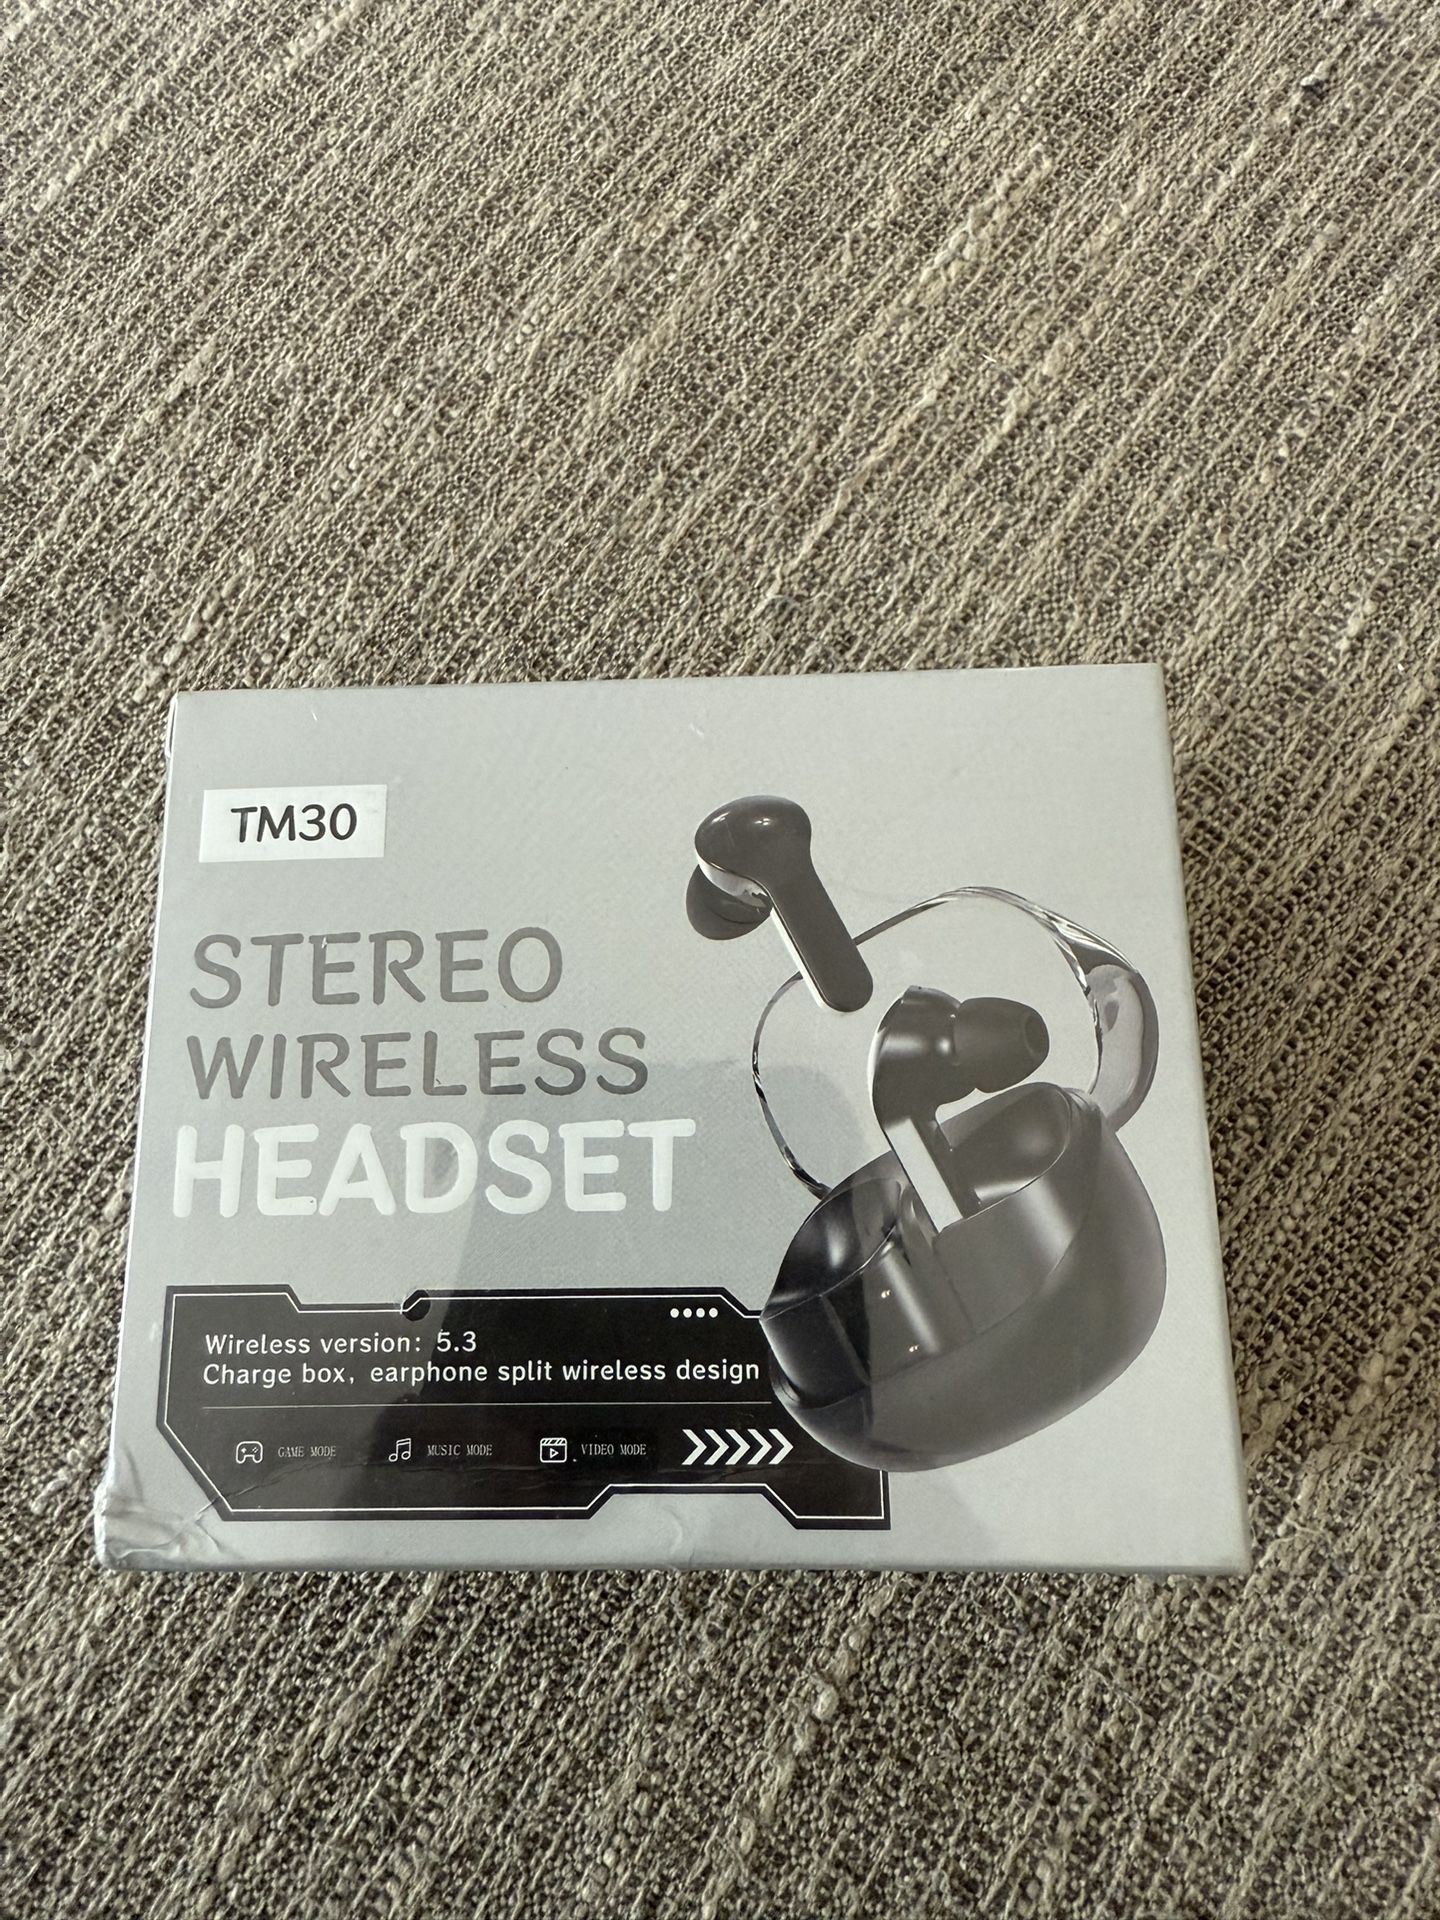 TM30
STEREO
WIRELESS
HEADSET
Wireless version: 5.3
Charge box, earphone split wireless design
GAME MODE MUSIC MODE VIDEO MODE